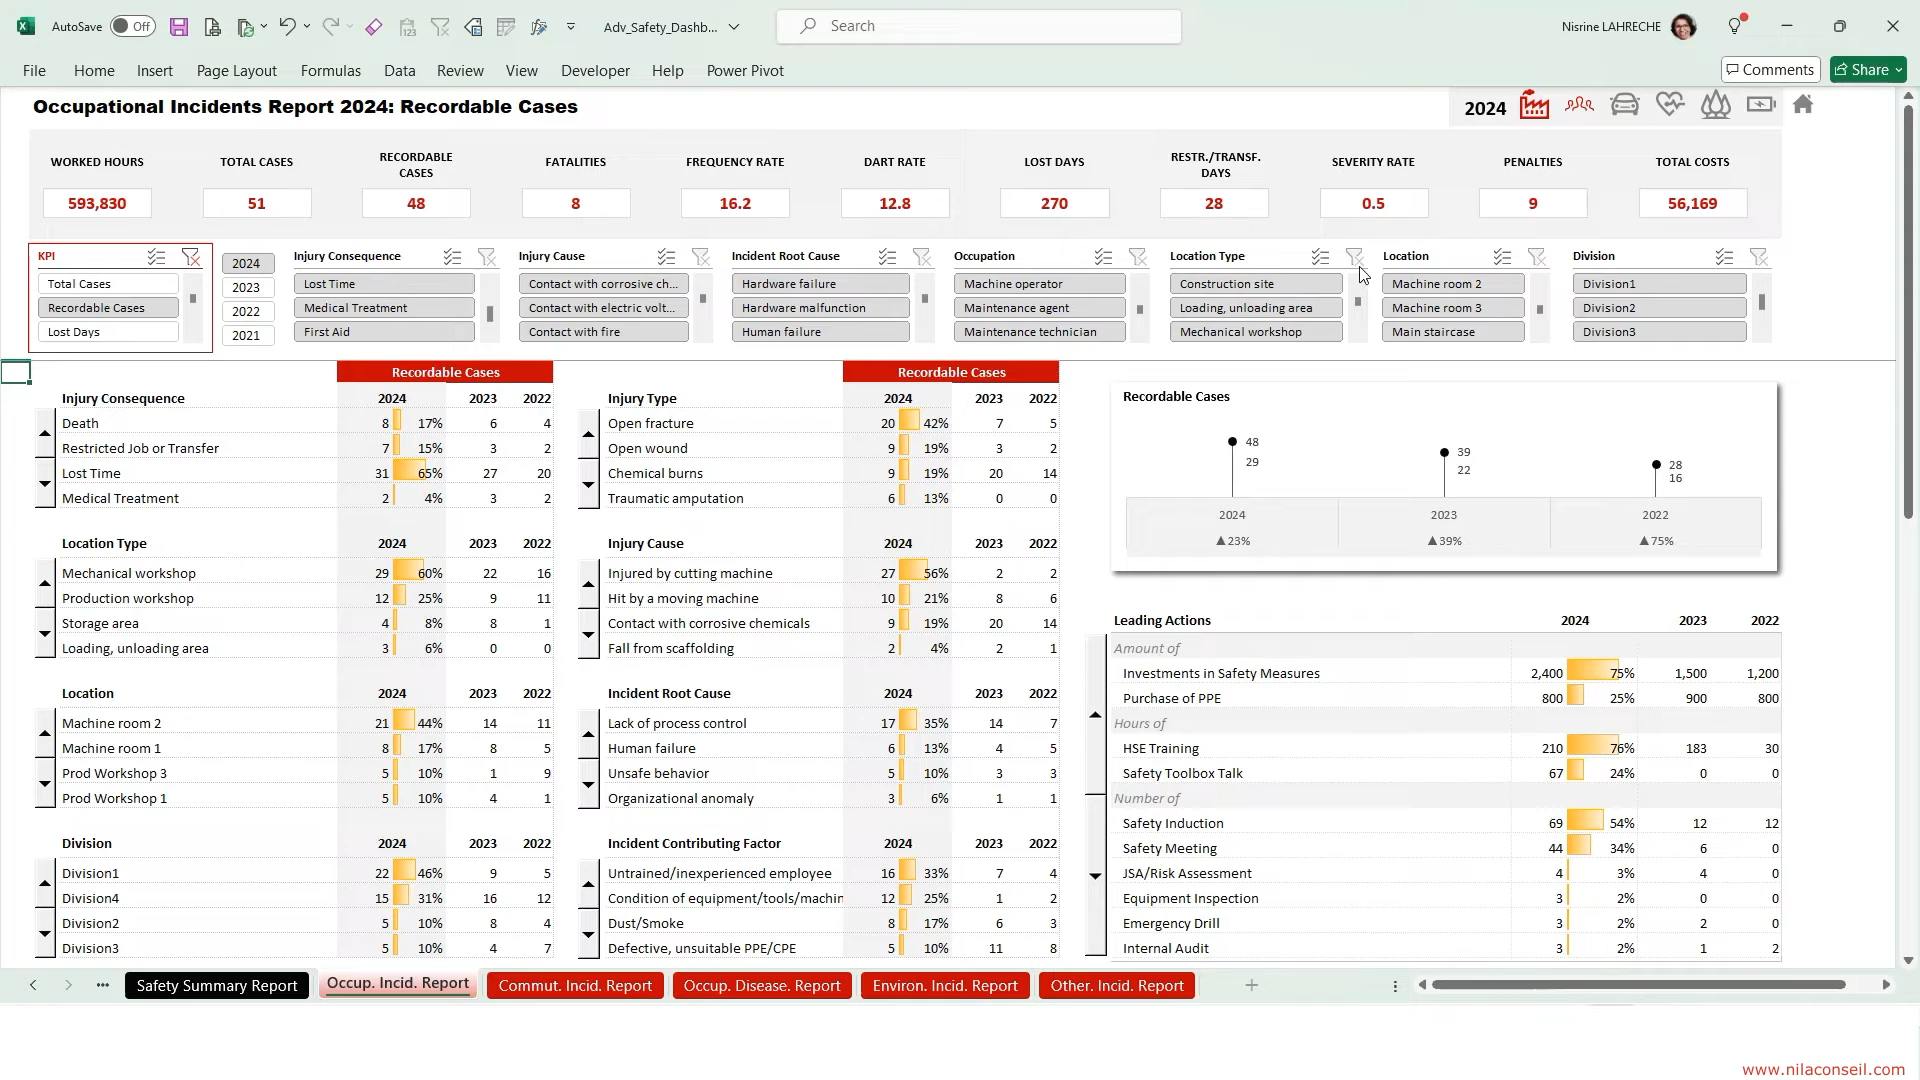 AutoSave Off Adv_Safety_Dashb... Search Nisrine LAHRECHE
File Home Insert Page Layout Formulas Data Review View Developer Help Power Pivot Comments Share
Occupational Incidents Report 2024: Recordable Cases 2024
WORKED HOURS TOTAL CASES RECORDABLE CASES FATALITIES FREQUENCY RATE DART RATE LOST DAYS RESTR./TRANSF. DAYS SEVERITY RATE PENALTIES TOTAL COSTS
593,830 51 48 8 16.2 12.8 270 28 0.5 9 56,169
KPI
Total Cases
Recordable Cases
Lost Days
2024
2023
2022
2021
Injury Consequence
Lost Time
Medical Treatment
First Aid
Injury Cause
Contact with corrosive ch...
Contact with electric volt...
Contact with fire
Incident Root Cause
Hardware failure
Hardware malfunction
Human failure
Occupation
Machine operator
Maintenance agent
Maintenance technician
Location Type
Construction site
Loading, unloading area
Mechanical workshop
Location
Machine room 2
Machine room 3
Main staircase
Division
Division1
Division2
Division3
Recordable Cases
Injury Consequence 2024 2023 2022
Death 8 17% 6 4
Restricted Job or Transfer 7 15% 3 2
Lost Time 31 65% 27 20
Medical Treatment 2 4% 3 2
Location Type 2024 2023 2022
Mechanical workshop 29 60% 22 16
Production workshop 12 25% 9 11
Storage area 4 8% 8 1
Loading, unloading area 3 6% 0 0
Location 2024 2023 2022
Machine room 2 21 44% 14 11
Machine room 1 8 17% 8 5
Prod Workshop 3 5 10% 1 9
Prod Workshop 1 5 10% 4 1
Division 2024 2023 2022
Division1 22 46% 9 5
Division4 15 31% 16 12
Division2 5 10% 8 4
Division3 5 10% 4 7
Recordable Cases
Injury Type 2024 2023 2022
Open fracture 20 42% 7 5
Open wound 9 19% 3 2
Chemical burns 9 19% 20 14
Traumatic amputation 6 13% 0 0
Injury Cause 2024 2023 2022
Injured by cutting machine 27 56% 2 2
Hit by a moving machine 10 21% 8 6
Contact with corrosive chemicals 9 19% 20 14
Fall from scaffolding 2 4% 2 1
Incident Root Cause 2024 2023 2022
Lack of process control 17 35% 14 7
Human failure 6 13% 4 5
Unsafe behavior 5 10% 3 3
Organizational anomaly 3 6% 1 1
Incident Contributing Factor 2024 2023 2022
Untrained/inexperienced employee 16 33% 7 4
Condition of equipment/tools/machin 12 25% 1 2
Dust/Smoke 8 17% 6 3
Defective, unsuitable PPE/CPE 5 10% 11 8
Recordable Cases
48 39 28
29 22 16
2024 2023 2022
▲23% ▲39% ▲75%
Leading Actions 2024 2023 2022
Amount of
Investments in Safety Measures 2,400 75% 1,500 1,200
Purchase of PPE 800 25% 900 800
Hours of
HSE Training 210 76% 183 30
Safety Toolbox Talk 67 24% 0 0
Number of
Safety Induction 69 54% 12 12
Safety Meeting 44 34% 6 0
JSA/Risk Assessment 4 3% 4 0
Equipment Inspection 3 2% 0 0
Emergency Drill 3 2% 2 0
Internal Audit 3 2% 1 2
Safety Summary Report Occup. Incid. Report Commut. Incid. Report Occup. Disease. Report Environ. Incid. Report Other. Incid. Report
www.nilaconseil.com